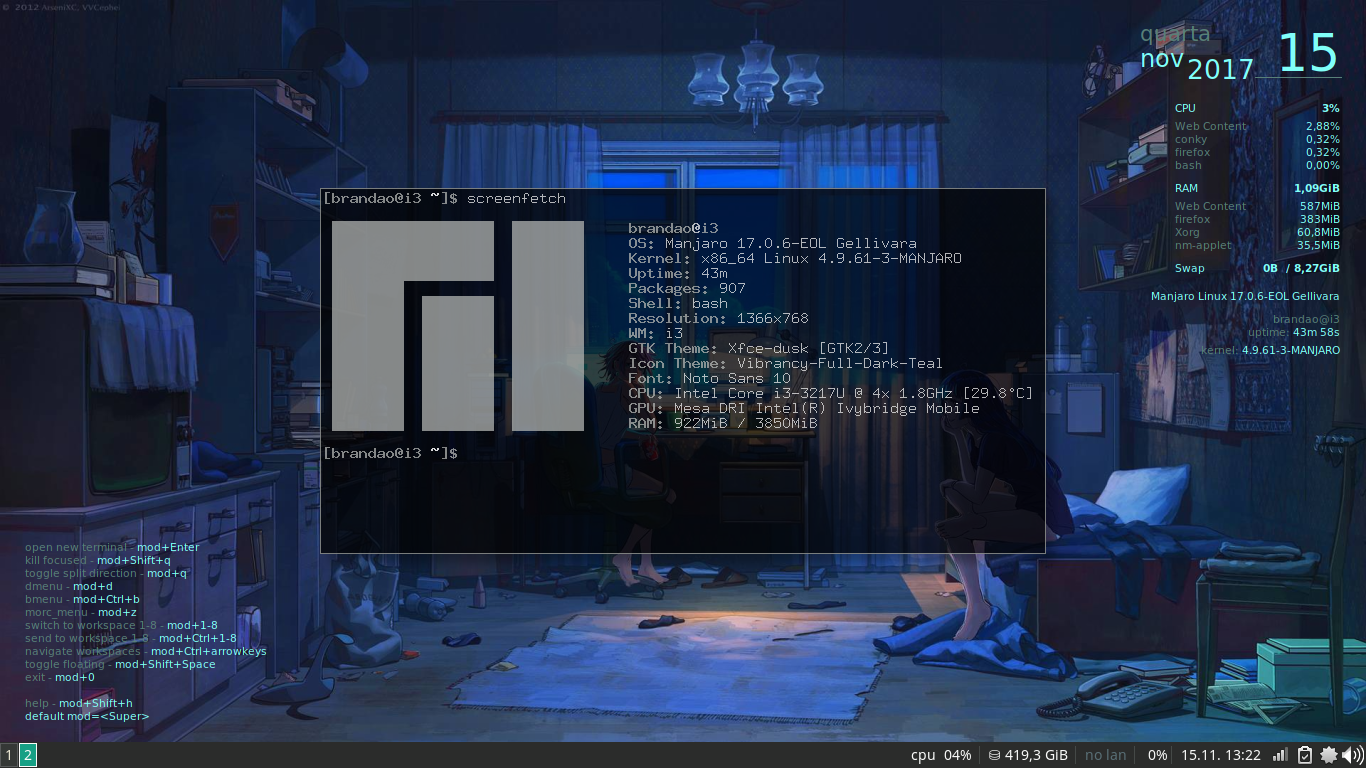 © 2012 ArseniXC, VVCephei
quarta
nov 2017 15
CPU 3%
Web Content 2,88%
conky 0,32%
firefox 0,32%
bash 0,00%
RAM 1,09GiB
Web Content 587MiB
firefox 383MiB
Xorg 60,8MiB
nm-applet 35,5MiB
Swap 0B / 8,27GiB
Manjaro Linux 17.0.6-EOL Gellivara
brandao@i3
uptime: 43m 58s
kernel: 4.9.61-3-MANJARO
[brandao@i3 ~]$ screenfetch
brandao@i3
OS: Manjaro 17.0.6-EOL Gellivara
Kernel: x86_64 Linux 4.9.61-3-MANJARO
Uptime: 43m
Packages: 907
Shell: bash
Resolution: 1366x768
WM: i3
GTK Theme: Xfce-dusk [GTK2/3]
Icon Theme: Vibrancy-Full-Dark-Teal
Font: Noto Sans 10
CPU: Intel Core i3-3217U @ 4x 1.8GHz [29.8°C]
GPU: Mesa DRI Intel(R) Ivybridge Mobile
RAM: 922MiB / 3850MiB
[brandao@i3 ~]$
open new terminal - mod+Enter
kill focused - mod+Shift+q
toggle split direction - mod+q
dmenu - mod+d
bmenu - mod+Ctrl+b
morc_menu - mod+z
switch to workspace 1-8 - mod+1-8
send to workspace 1-8 - mod+Ctrl+1-8
navigate workspaces - mod+Ctrl+arrowkeys
toggle floating - mod+Shift+Space
exit - mod+0
help - mod+Shift+h
default mod=<Super>
1 2 cpu 04% 419,3 GiB no lan 0% 15.11. 13:22